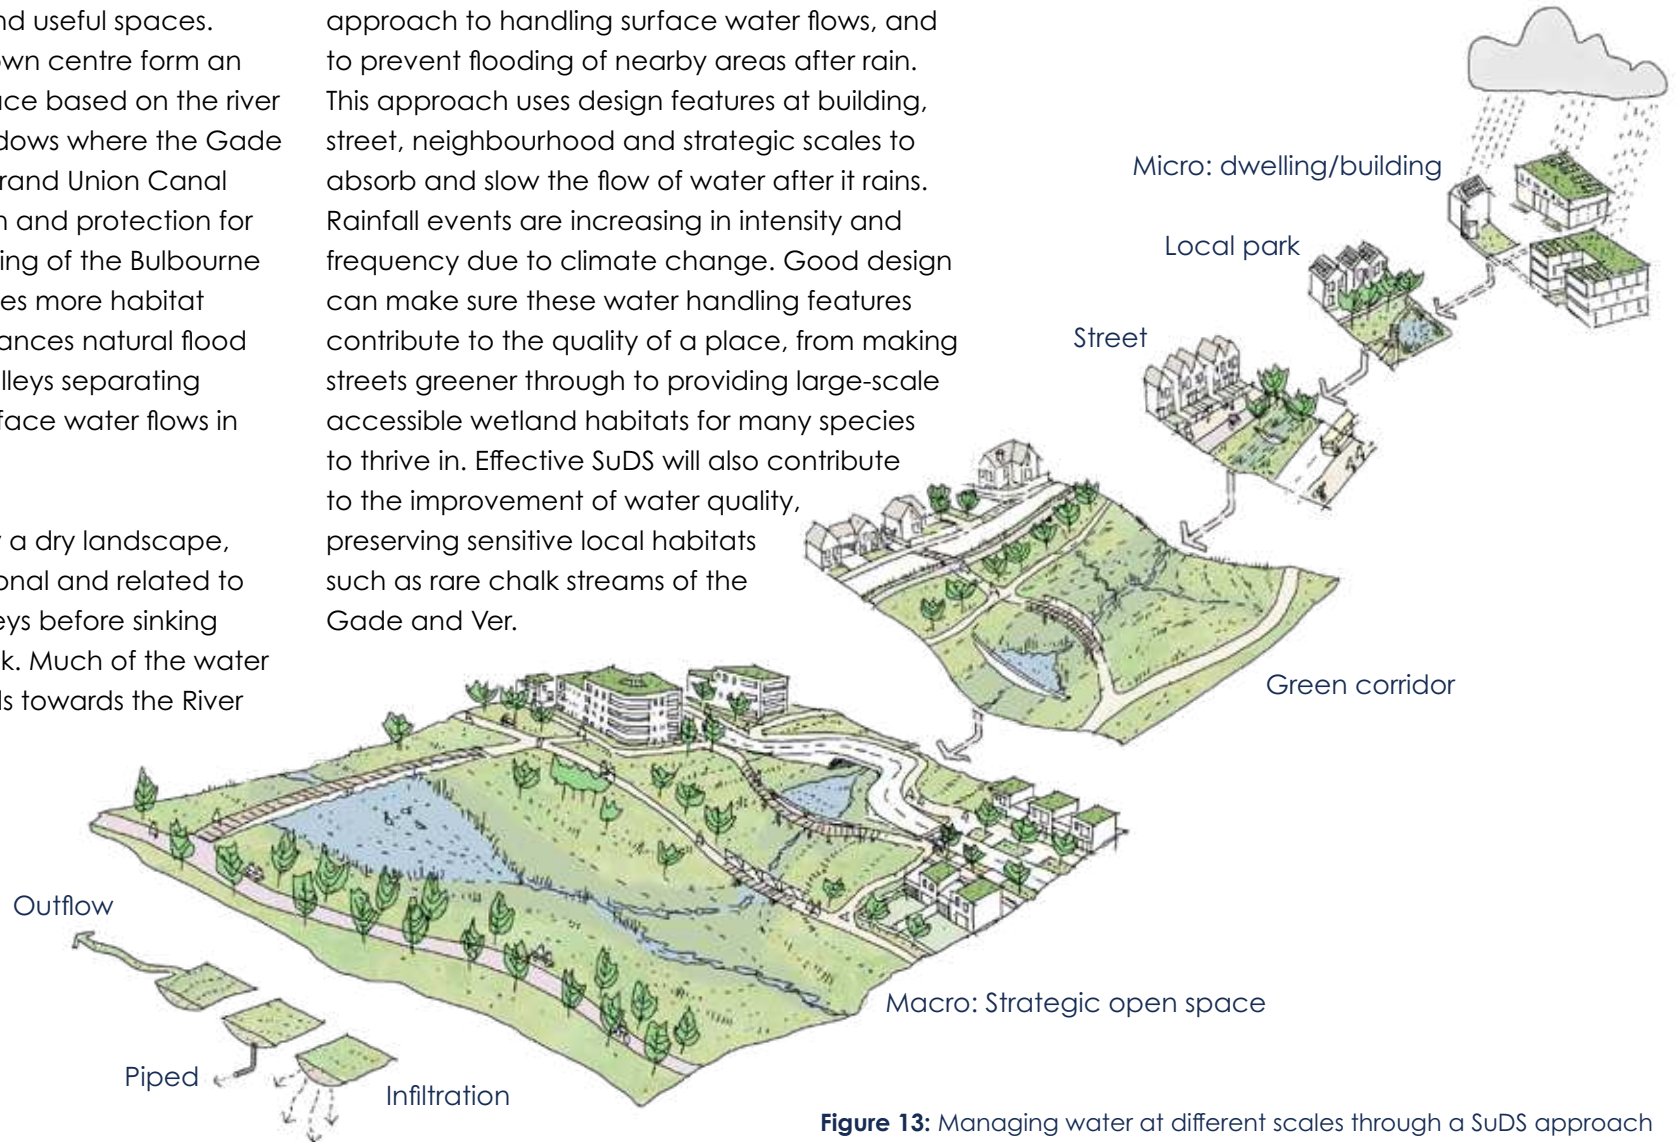 nd useful spaces.
own centre form an
ce based on the river
dows where the Gade
rand Union Canal
n and protection for
ing of the Bulbourne
es more habitat
ances natural flood
lleys separating
face water flows in
a dry landscape,
onal and related to
eys before sinking
k. Much of the water
ls towards the River
approach to handling surface water flows, and
to prevent flooding of nearby areas after rain.
This approach uses design features at building,
street, neighbourhood and strategic scales to
absorb and slow the flow of water after it rains.
Rainfall events are increasing in intensity and
frequency due to climate change. Good design
can make sure these water handling features
contribute to the quality of a place, from making
streets greener through to providing large-scale
accessible wetland habitats for many species
to thrive in. Effective SuDS will also contribute
to the improvement of water quality,
preserving sensitive local habitats
such as rare chalk streams of the
Gade and Ver.
Micro: dwelling/building
Local park
Street
Green corridor
Macro: Strategic open space
Outflow
Piped
Infiltration
Figure 13: Managing water at different scales through a SuDS approach